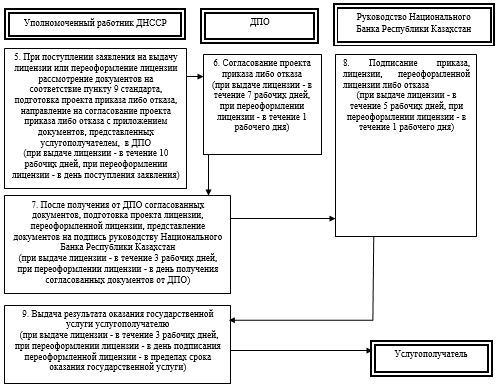 Уполномоченный работник ДНССР
ДПО
Руководство Национального
Банка Республики Казахстан
5. При поступлении заявления на выдачу
лицензии или переоформление лицензии
рассмотрение документов на
соответствие пункту 9 стандарта,
подготовка проекта приказа либо отказа,
направление на согласование проекта
приказа либо отказа с приложением
документов, представленных
услугополучателем, в ДПО
(при выдаче лицензии - в течение 10
рабочих дней, при переоформлении
лицензии - в день поступления заявления)
6. Согласование проекта
приказа либо отказа
(при выдаче лицензии - в
течение 7 рабочих дней,
при переоформлении
лицензии - в течение 1
рабочего дня)
8. Подписание приказа,
лицензии, переоформленной
лицензии либо отказа
(при выдаче лицензии - в
течение 5 рабочих дней, при
переоформлении лицензии - в
течение 1 рабочего дня)
7. После получения от ДПО согласованных
документов, подготовка проекта лицензии,
переоформленной лицензии, представление
документов на подпись руководству Национального
Банка Республики Казахстан
(при выдаче лицензии - в течение 3 рабочих дней,
при переоформлении лицензии - в день получения
согласованных документов от ДПО)
9. Выдача результата оказания государственной
услуги услугополучателю
(при выдаче лицензии - в течение 3 рабочих дней,
при переоформлении лицензии - в день подписания
переоформленной лицензии - в пределах срока
оказания государственной услуги)
Услугополучатель